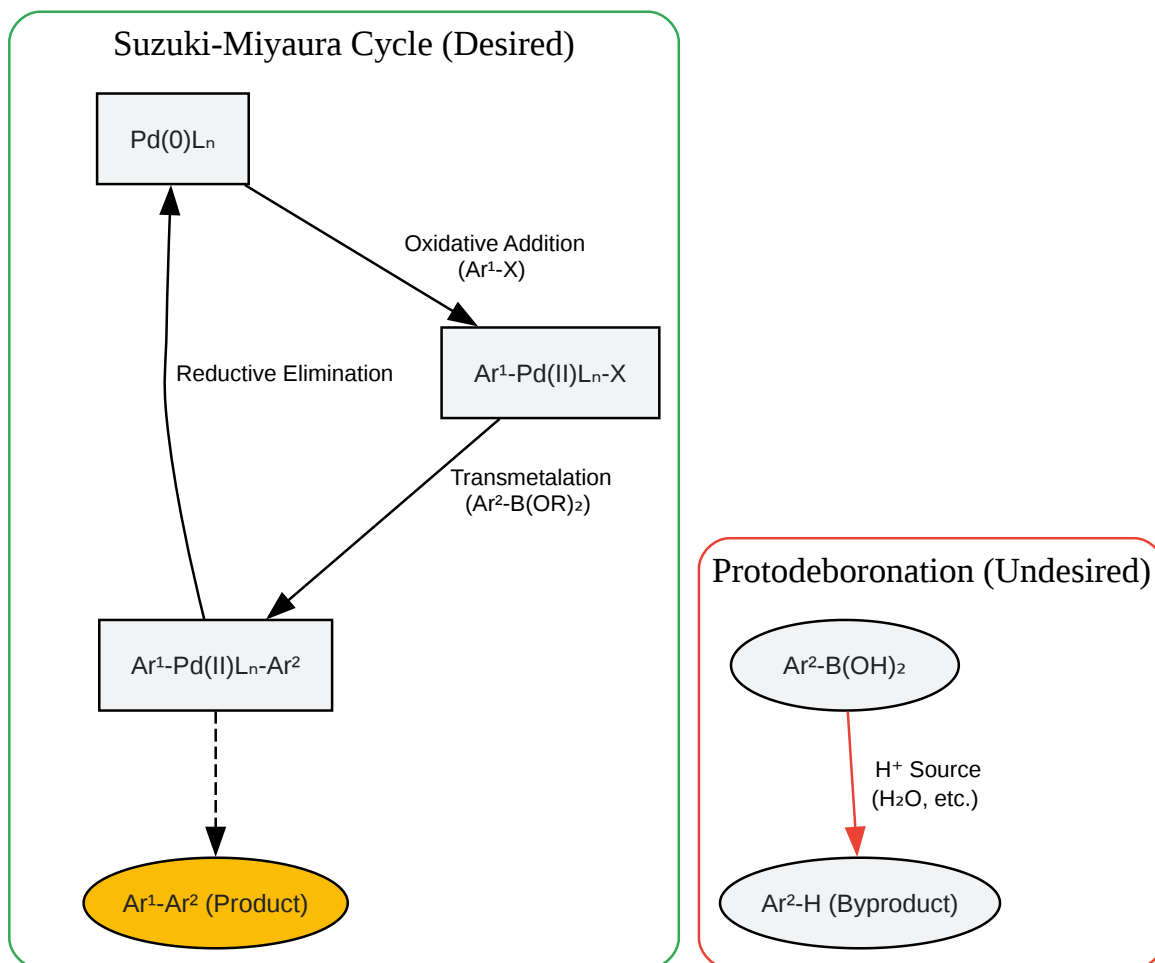 Suzuki-Miyaura Cycle (Desired)
Pd(0)Lₙ
Oxidative Addition
(Ar¹-X)
Reductive Elimination
Ar¹-Pd(II)Lₙ-X
Transmetalation
(Ar²-B(OR)₂)
Ar¹-Pd(II)Lₙ-Ar²
Ar¹-Ar² (Product)
Protodeboronation (Undesired)
Ar²-B(OH)₂
H⁺ Source
(H₂O, etc.)
Ar²-H (Byproduct)